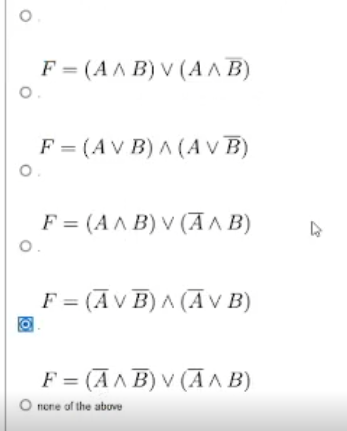 F = (A ∧ B) ∨ (A ∧ B̅)
F = (A ∨ B) ∧ (A ∨ B̅)
F = (A ∧ B) ∨ (A̅ ∧ B)
F = (A̅ ∨ B̅) ∧ (A̅ ∨ B)
F = (A̅ ∧ B̅) ∨ (A̅ ∧ B)
none of the above